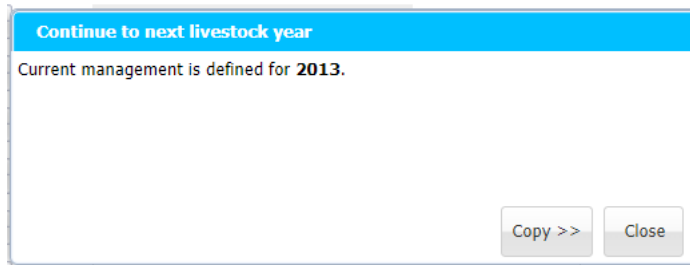 Continue to next livestock year
Current management is defined for 2013.
Copy >> Close